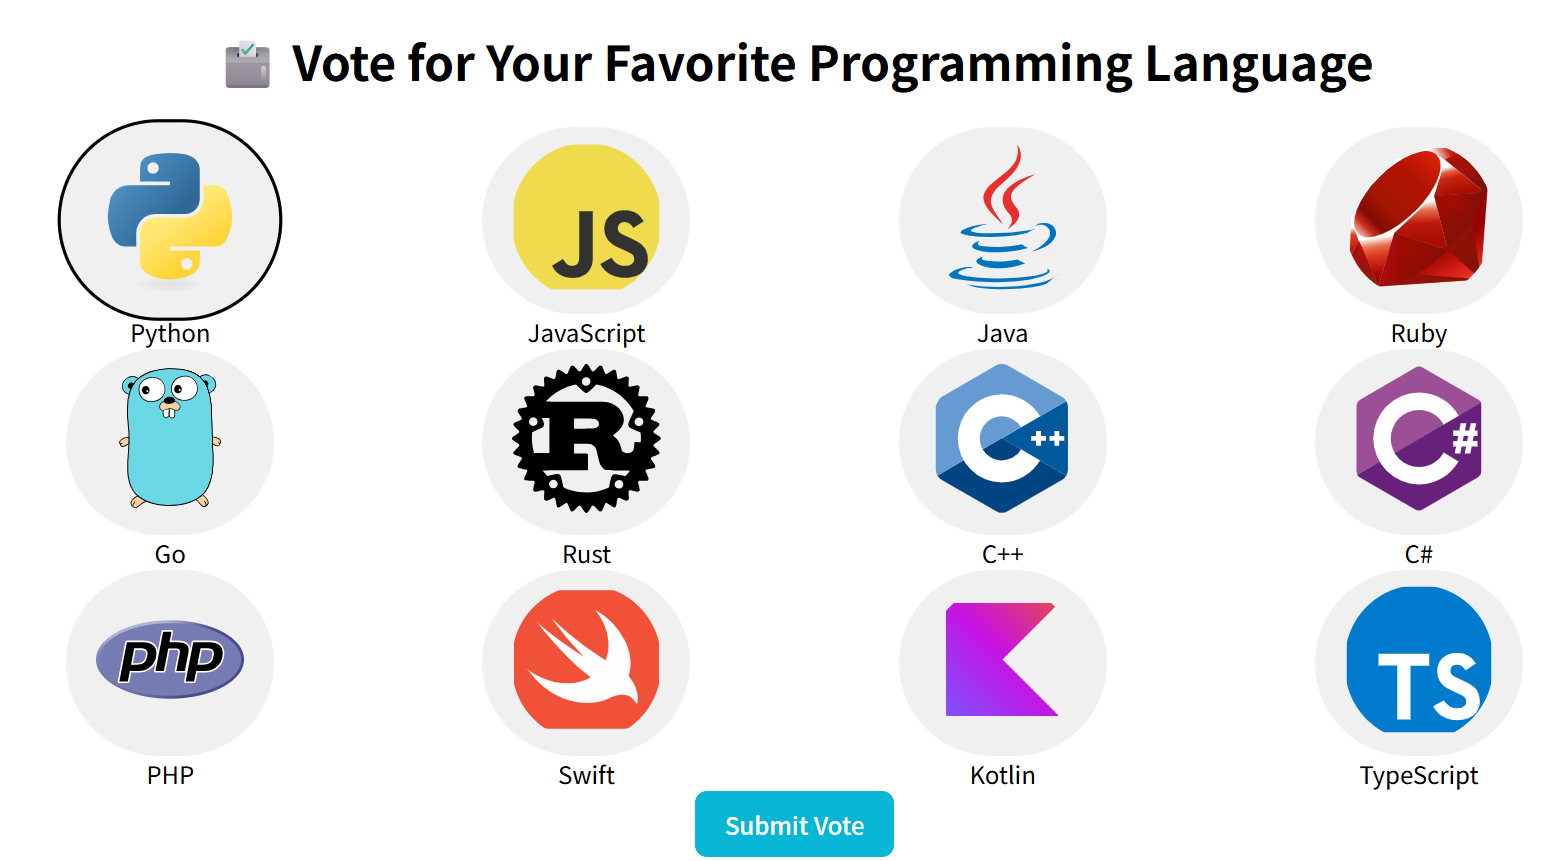 Vote for Your Favorite Programming Language
JS
Python
JavaScript
Java
Ruby
R
C++
C#
Go
Rust
C++
C#
php
TS
PHP
Swift
Kotlin
TypeScript
Submit Vote